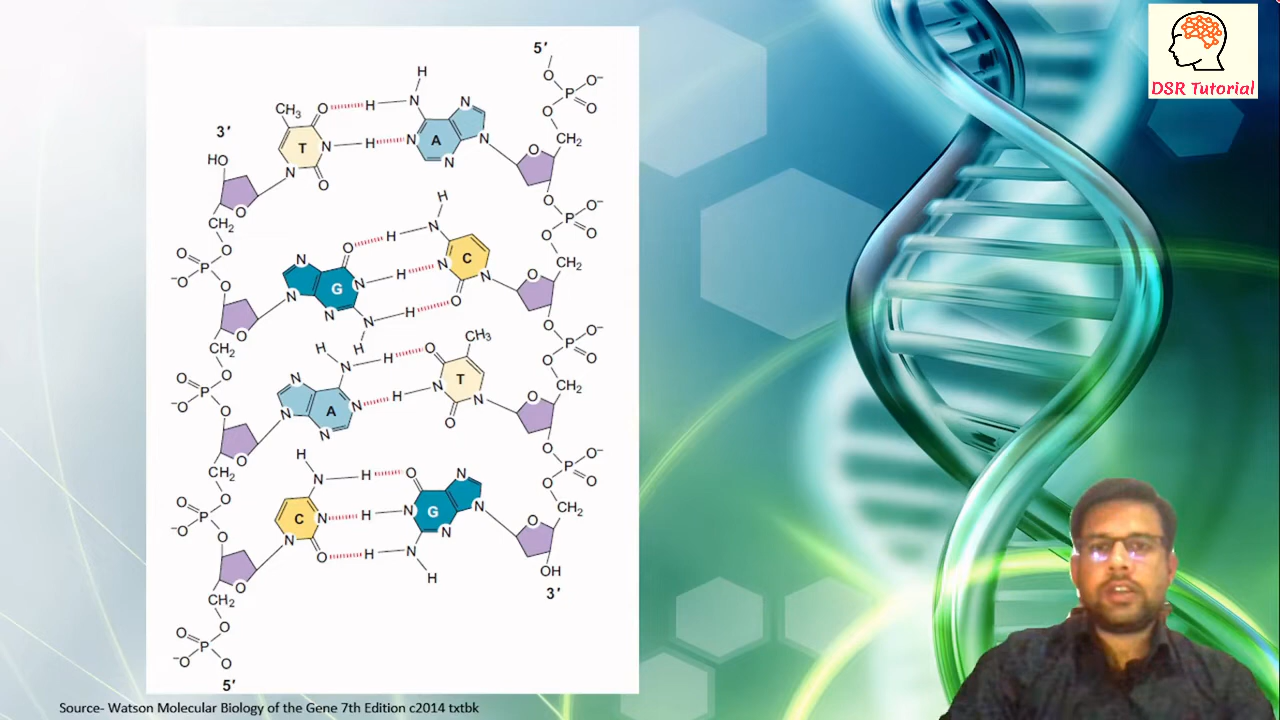 5′
H
O
O⁻
P
O
O
CH₃
O
H
N
N
3′
T
N
H
N
A
N
N
CH₂
HO
N
O
O
O
CH₂
H
O
O⁻
P
O
O
O
P
O
⁻O
O
H
N
N
O
G
N
H
N
C
N
N
N
H
N
O
H
O
CH₂
O
CH₂
O
O⁻
P
O
O
CH₃
H
N
H
O
O
P
O
⁻O
O
N
N
A
N
H
N
T
N
N
O
O
CH₂
O
CH₂
O
O⁻
P
O
O
H
N
H
O
N
O
P
O
⁻O
O
C
N
H
N
G
N
N
N
O
H
N
H
O
CH₂
O
CH₂
OH
3′
O
O
P
⁻O
O
5′
DSR Tutorial
Source- Watson Molecular Biology of the Gene 7th Edition c2014 txtbk